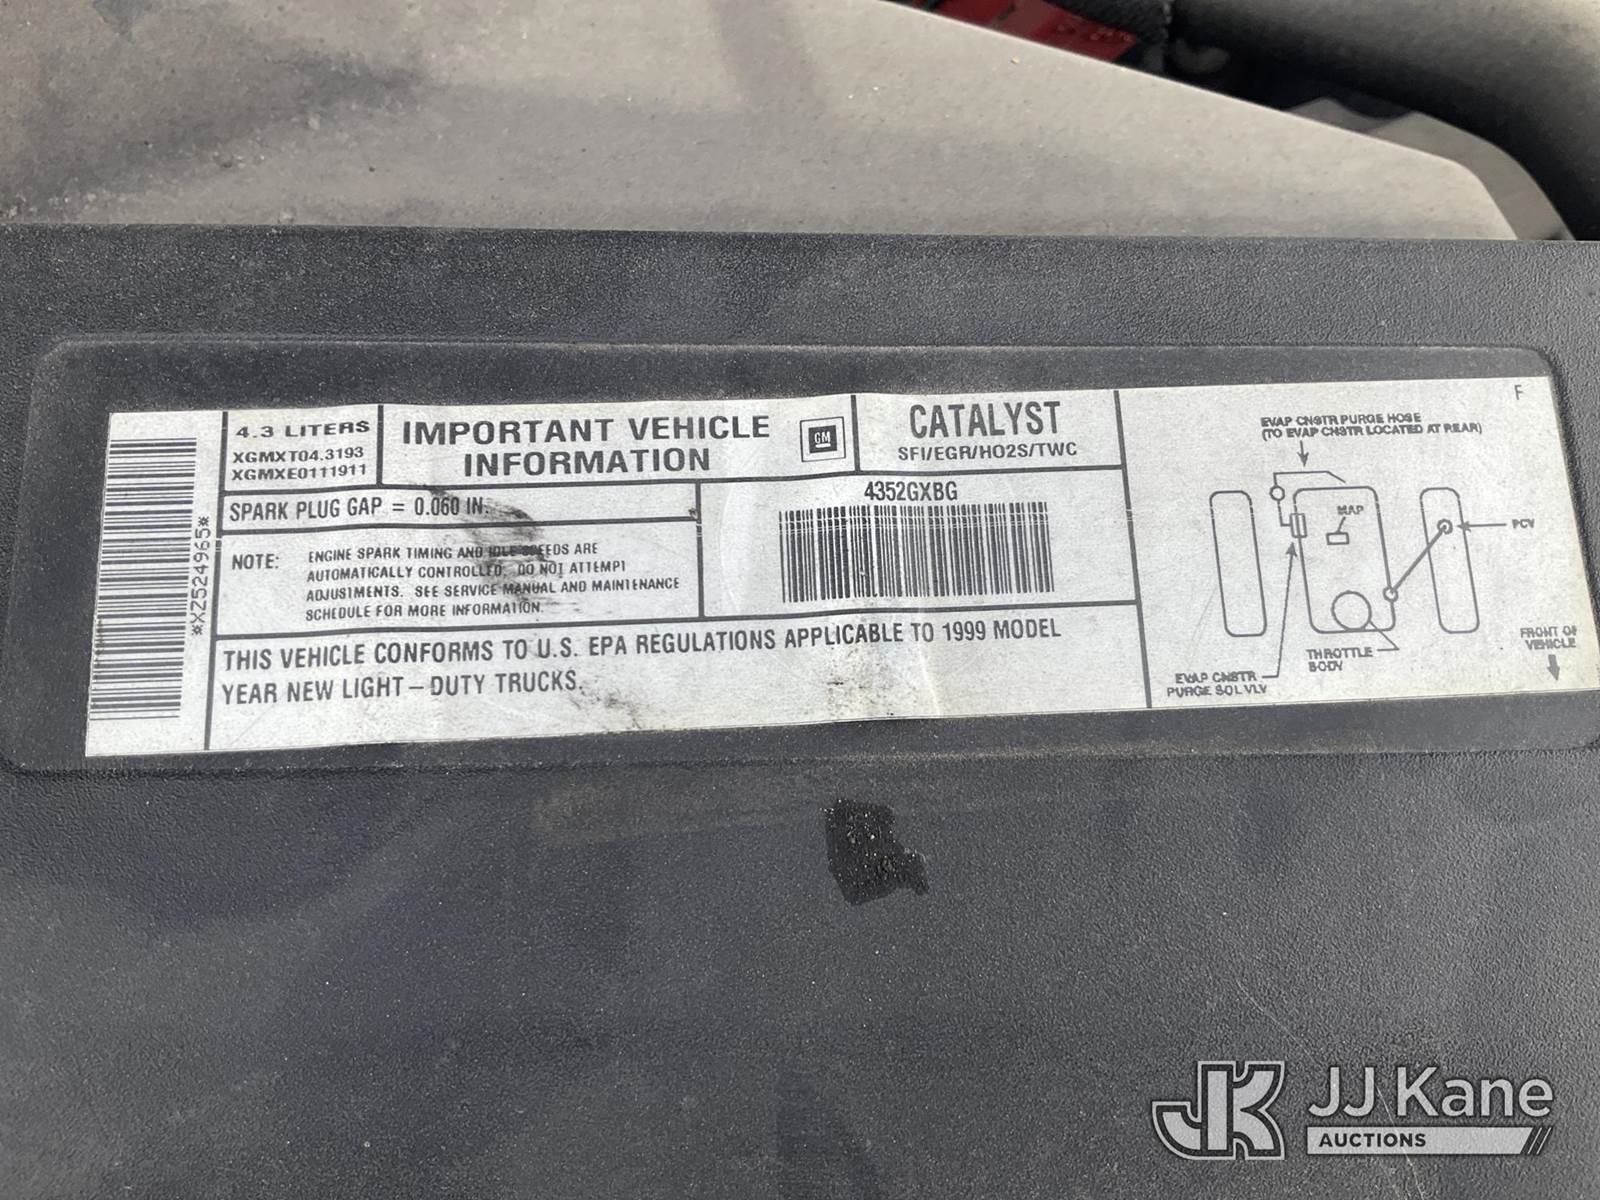 *XZ524965*
4.3 LITERS
XGMXT04.3193
XGMXE0111911
IMPORTANT VEHICLE
INFORMATION
GM
CATALYST
SFI/EGR/HO2S/TWC
SPARK PLUG GAP = 0.060 IN.
4352GXBG
NOTE: ENGINE SPARK TIMING AND IDLE SPEEDS ARE
AUTOMATICALLY CONTROLLED. DO NOT ATTEMPT
ADJUSTMENTS. SEE SERVICE MANUAL AND MAINTENANCE
SCHEDULE FOR MORE INFORMATION.
THIS VEHICLE CONFORMS TO U.S. EPA REGULATIONS APPLICABLE TO 1999 MODEL
YEAR NEW LIGHT-DUTY TRUCKS.
F
EVAP CNSTR PURGE HOSE
(TO EVAP CNSTR LOCATED AT REAR)
MAP
PCV
THROTTLE
BODY
EVAP CNSTR
PURGE SOL VLV
FRONT OF
VEHICLE
JK JJ Kane
AUCTIONS